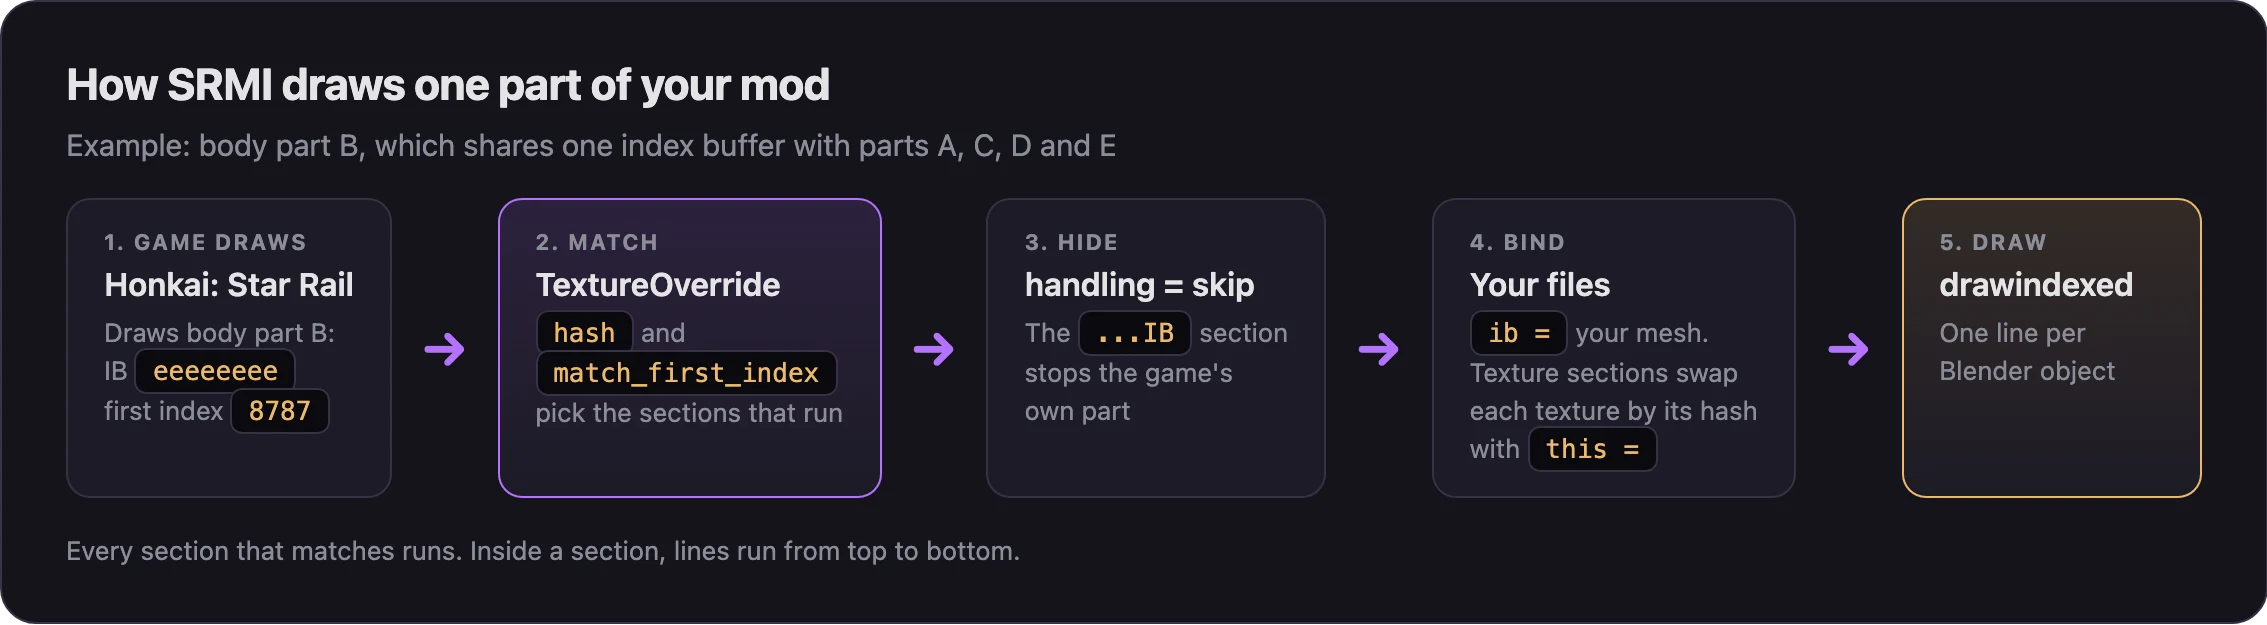 How SRMI draws one part of your mod
Example: body part B, which shares one index buffer with parts A, C, D and E
1. GAME DRAWS
Honkai: Star Rail
Draws body part B:
IB eeeeeeee
first index 8787
2. MATCH
TextureOverride
hash and
match_first_index
pick the sections that run
3. HIDE
handling = skip
The ...IB section
stops the game's
own part
4. BIND
Your files
ib = your mesh.
Texture sections swap
each texture by its hash
with this =
5. DRAW
drawindexed
One line per
Blender object
Every section that matches runs. Inside a section, lines run from top to bottom.